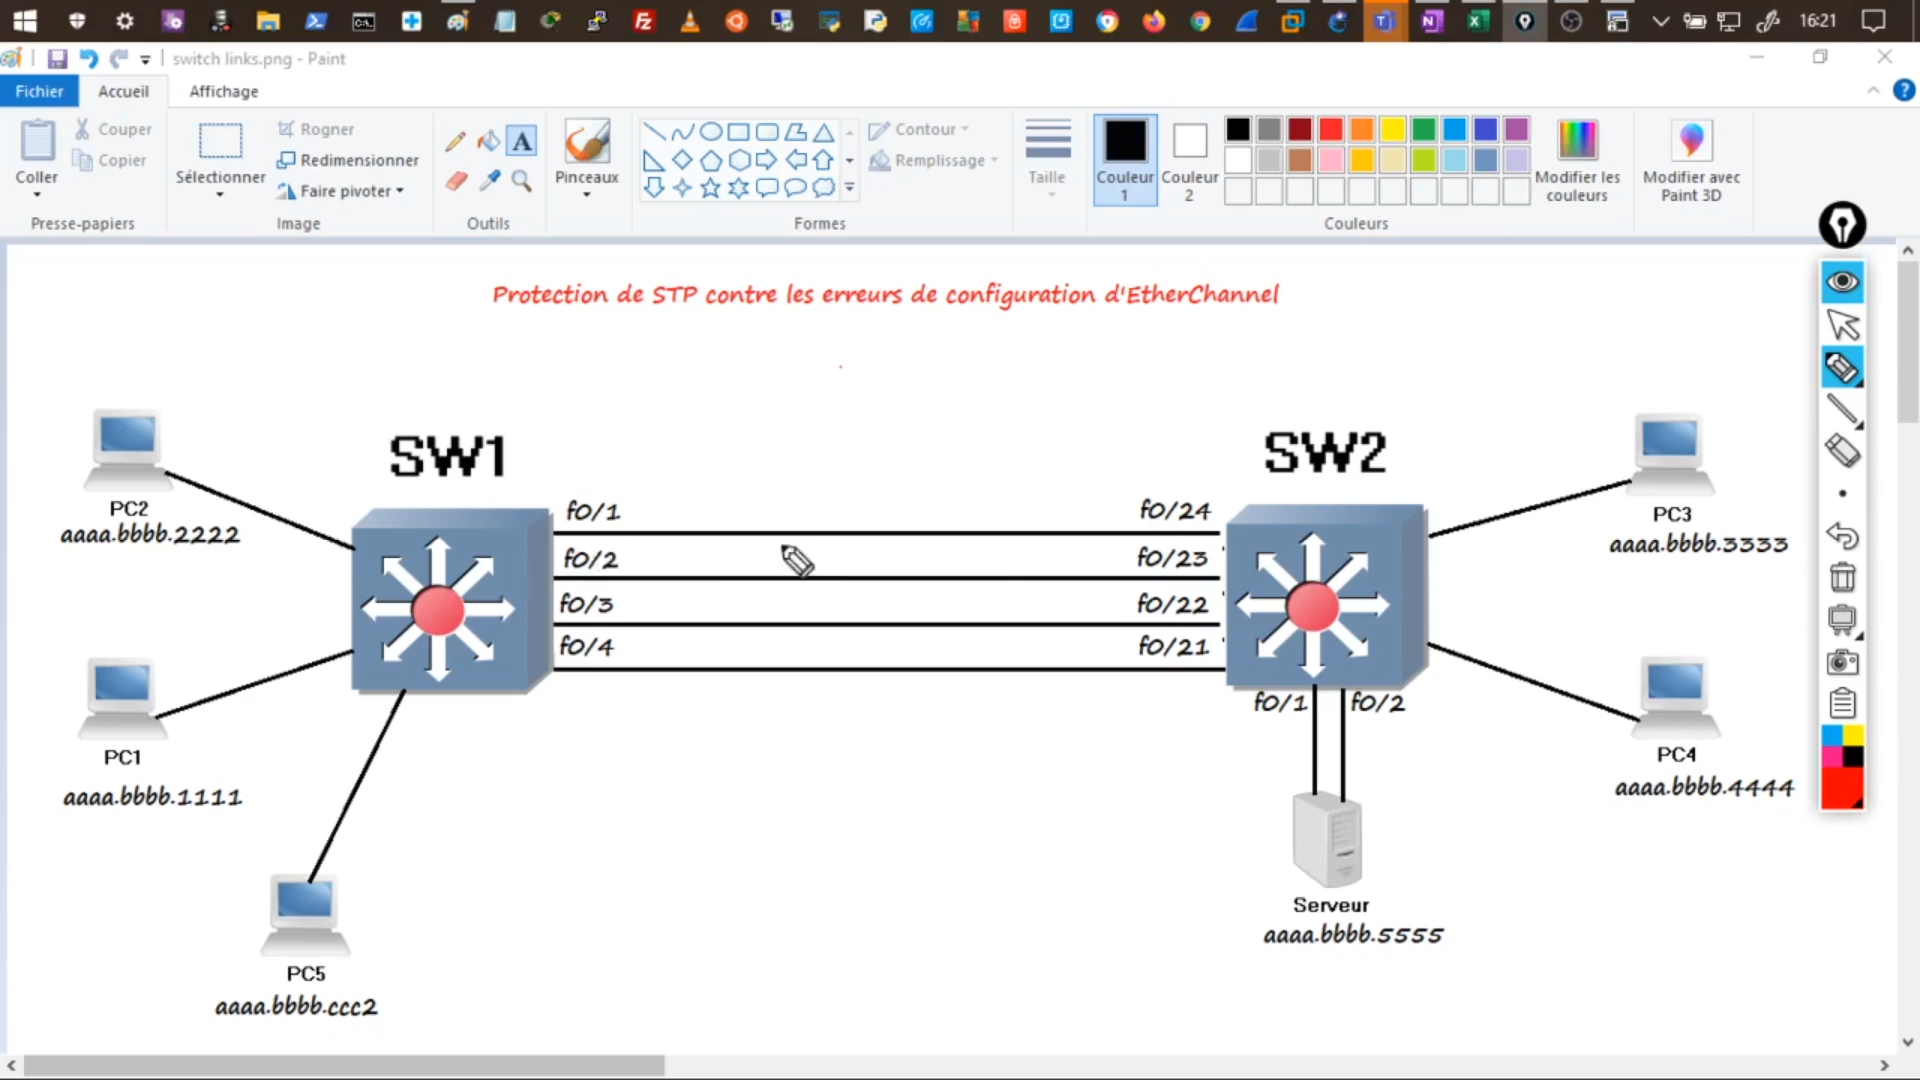 16:21
switch links.png - Paint
Fichier
Accueil
Affichage
Coller
Couper
Copier
Presse-papiers
Sélectionner
Rogner
Redimensionner
Faire pivoter
Image
A
Outils
Pinceaux
Formes
Contour
Remplissage
Taille
Couleur 1
Couleur 2
Modifier les couleurs
Couleurs
Modifier avec Paint 3D
Protection de STP contre les erreurs de configuration d'EtherChannel
PC2
aaaa.bbbb.2222
PC1
aaaa.bbbb.1111
PC5
aaaa.bbbb.ccc2
SW1
f0/1
f0/2
f0/3
f0/4
SW2
f0/24
f0/23
f0/22
f0/21
f0/1
f0/2
Serveur
aaaa.bbbb.5555
PC3
aaaa.bbbb.3333
PC4
aaaa.bbbb.4444